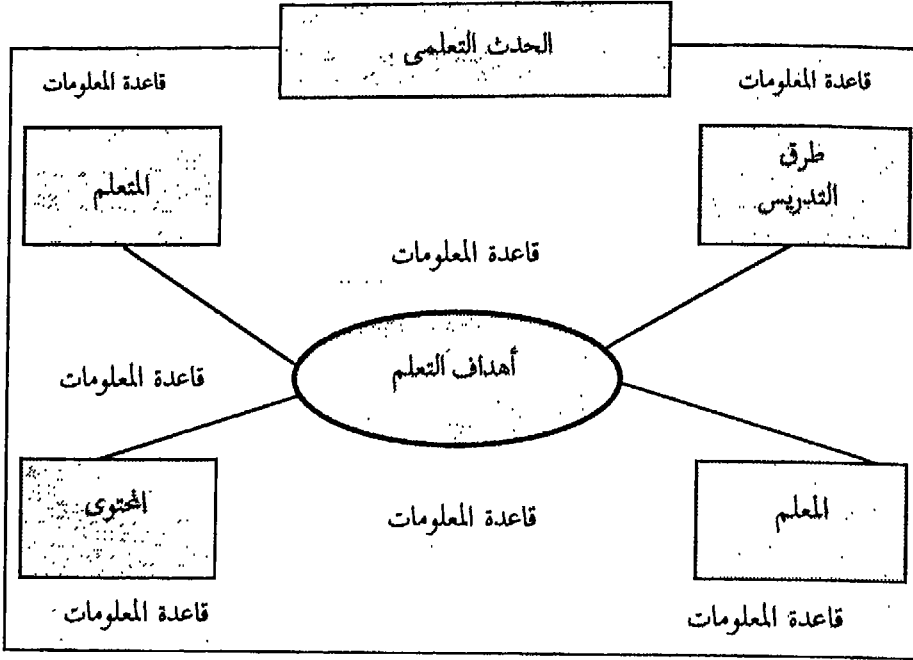 الحدث التعلمى
قاعدة المعلومات
قاعدة المعلومات
طرق
التدريس
المتعلم
قاعدة المعلومات
أهداف التعلم
قاعدة المعلومات
المحتوى
المعلم
قاعدة المعلومات
قاعدة المعلومات
قاعدة المعلومات